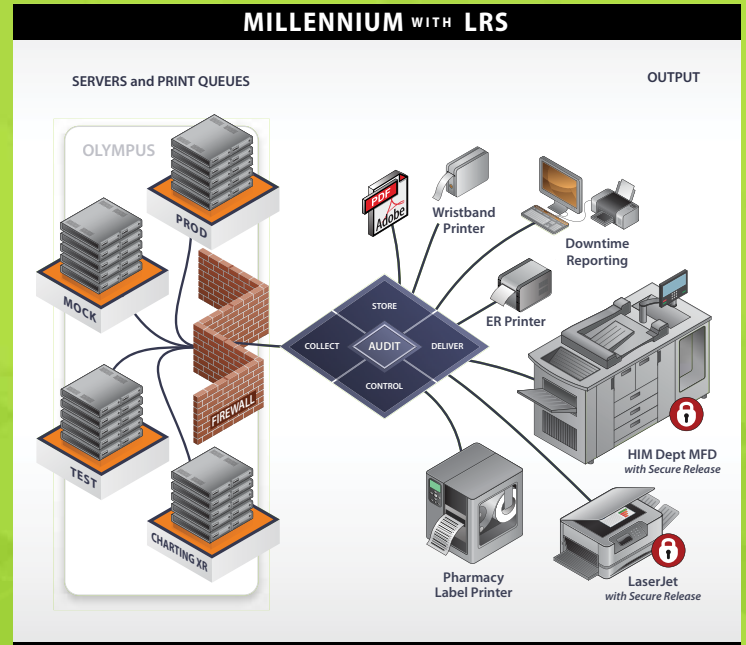 MILLENNIUM WITH LRS
SERVERS and PRINT QUEUES
OUTPUT
OLYMPUS
PROD
MOCK
TEST
CHARTING XR
FIREWALL
STORE
COLLECT
AUDIT
DELIVER
CONTROL
PDF
Adobe
Wristband
Printer
Downtime
Reporting
ER Printer
HIM Dept MFD
with Secure Release
Pharmacy
Label Printer
LaserJet
with Secure Release